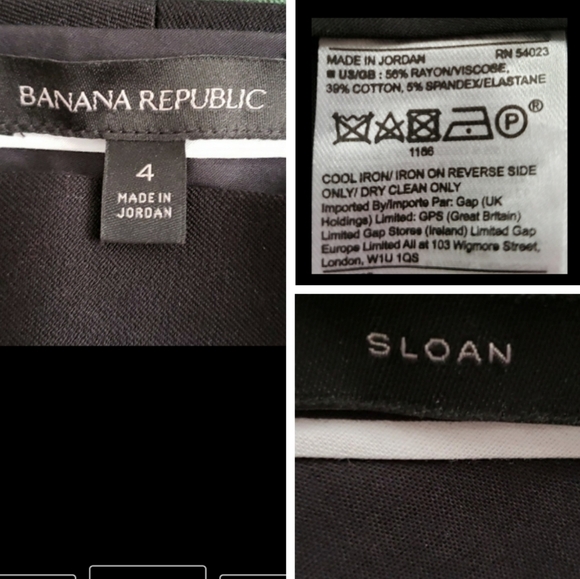 BANANA REPUBLIC
4
MADE IN
JORDAN
MADE IN JORDAN RN 54023
US/GB : 56% RAYON/VISCOSE,
39% COTTON, 5% SPANDEX/ELASTANE
P®
1186
COOL IRON/ IRON ON REVERSE SIDE
ONLY/ DRY CLEAN ONLY
Imported By/Importe Par: Gap (UK
Holdings) Limited: GPS (Great Britain)
Limited Gap Stores (Ireland) Limited Gap
Europe Limited All at 103 Wigmore Street,
London, W1U 1QS
SLOAN